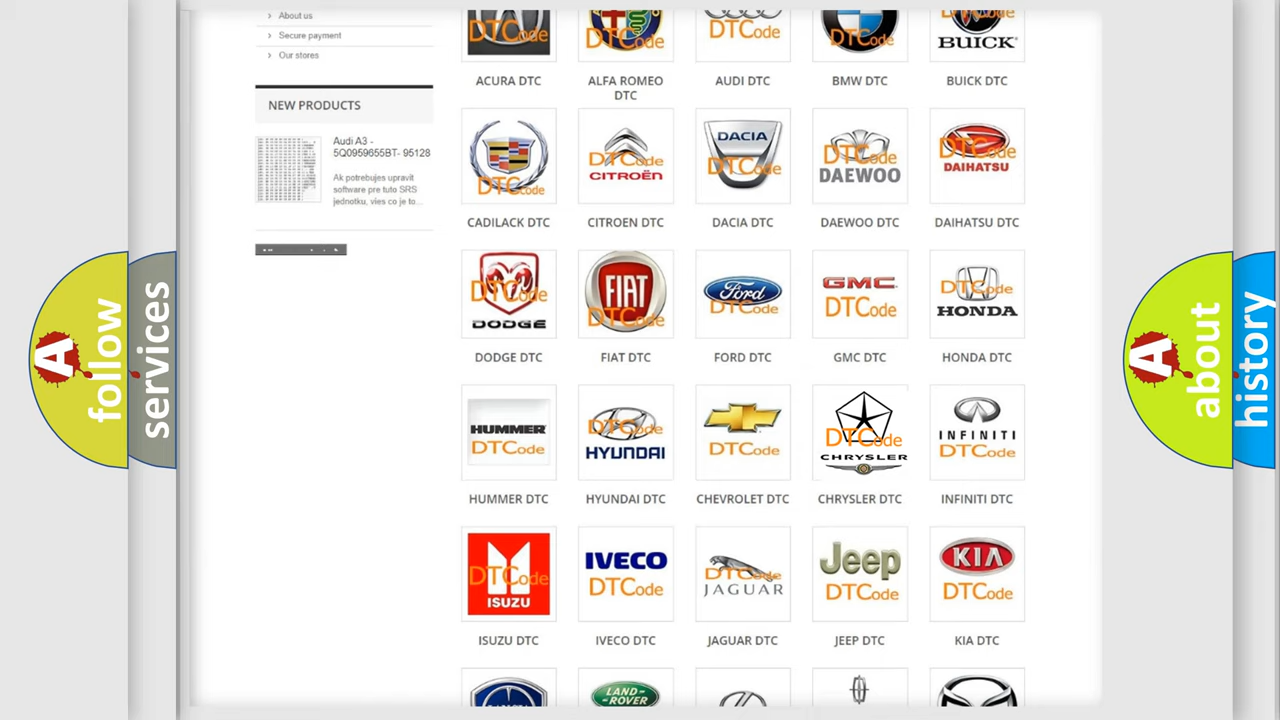 About us
Secure payment
Our stores
NEW PRODUCTS
Audi A3 -
5Q0959655BT- 95128
Ak potrebujes upravit
software pre tuto SRS
jednotku, vies co je to...
DTCode
DTCode
DTCode
DTCode
BUICK
ACURA DTC
ALFA ROMEO
DTC
AUDI DTC
BMW DTC
BUICK DTC
DTCode
DTCode
CITROËN
DACIA
DTCode
DTCode
DAEWOO
DTCode
DAIHATSU
CADILACK DTC
CITROEN DTC
DACIA DTC
DAEWOO DTC
DAIHATSU DTC
DTCode
DODGE
FIAT
DTCode
Ford
DTCode
GMC
DTCode
DTCode
HONDA
DODGE DTC
FIAT DTC
FORD DTC
GMC DTC
HONDA DTC
HUMMER
DTCode
DTCode
HYUNDAI
DTCode
DTCode
CHRYSLER
INFINITI
DTCode
HUMMER DTC
HYUNDAI DTC
CHEVROLET DTC
CHRYSLER DTC
INFINITI DTC
DTCode
ISUZU
IVECO
DTCode
DTCode
JAGUAR
Jeep
DTCode
KIA
DTCode
ISUZU DTC
IVECO DTC
JAGUAR DTC
JEEP DTC
KIA DTC
LAND-
ROVER
A
follow
services
A
about
history